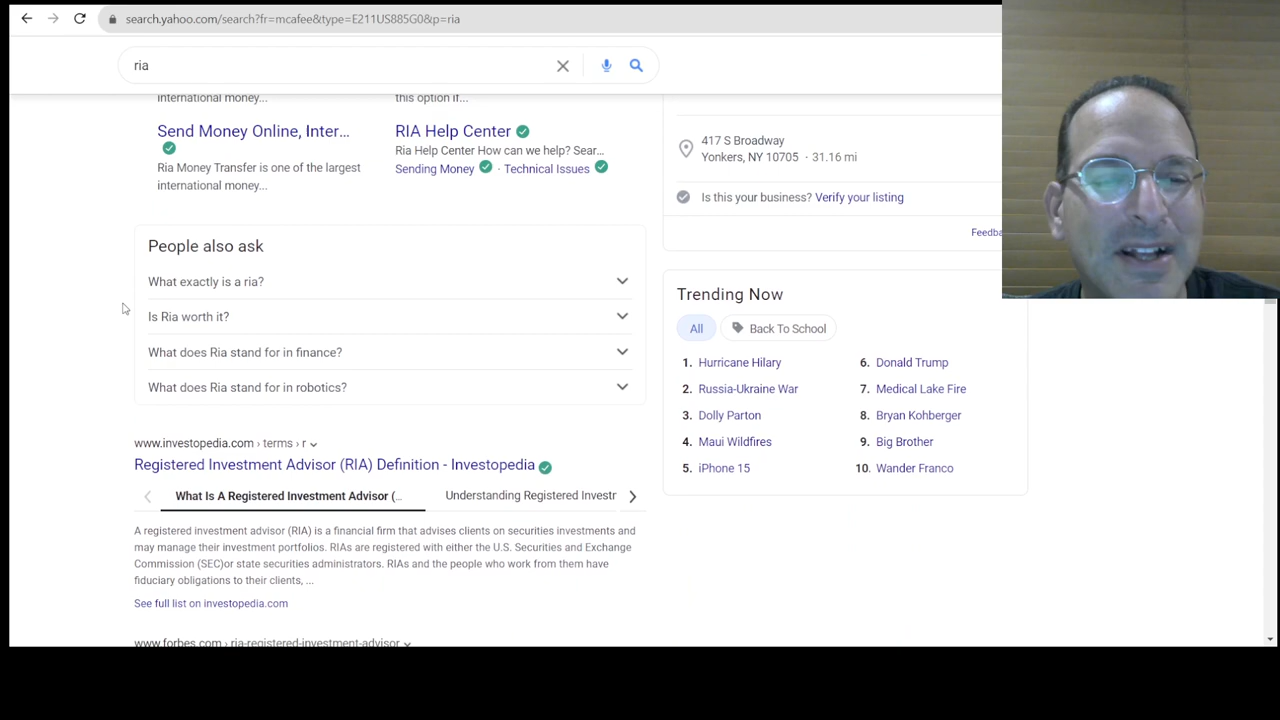 search.yahoo.com/search?fr=mcafee&type=E211US885G0&p=ria
ria
international money...
this option if...
Send Money Online, Inter...
Ria Money Transfer is one of the largest
international money...
RIA Help Center
Ria Help Center How can we help? Sear...
Sending Money · Technical Issues
People also ask
What exactly is a ria?
Is Ria worth it?
What does Ria stand for in finance?
What does Ria stand for in robotics?
www.investopedia.com › terms › r
Registered Investment Advisor (RIA) Definition - Investopedia
What Is A Registered Investment Advisor (...
Understanding Registered Investr
A registered investment advisor (RIA) is a financial firm that advises clients on securities investments and
may manage their investment portfolios. RIAs are registered with either the U.S. Securities and Exchange
Commission (SEC)or state securities administrators. RIAs and the people who work from them have
fiduciary obligations to their clients, ...
See full list on investopedia.com
www.forbes.com › ria-registered-investment-advisor
417 S Broadway
Yonkers, NY 10705 · 31.16 mi
Is this your business? Verify your listing
Feedba
Trending Now
All
Back To School
1. Hurricane Hilary
2. Russia-Ukraine War
3. Dolly Parton
4. Maui Wildfires
5. iPhone 15
6. Donald Trump
7. Medical Lake Fire
8. Bryan Kohberger
9. Big Brother
10. Wander Franco